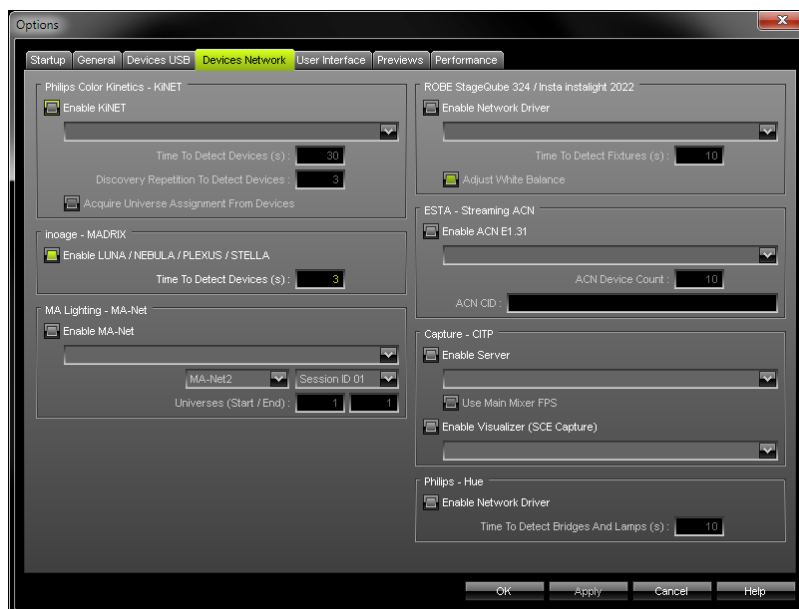 Options
Startup General Devices USB Devices Network User Interface Previews Performance
Philips Color Kinetics - KiNET
Enable KiNET
Time To Detect Devices (s) : 30
Discovery Repetition To Detect Devices : 3
Acquire Universe Assignment From Devices
inoage - MADRIX
Enable LUNA / NEBULA / PLEXUS / STELLA
Time To Detect Devices (s) : 3
MA Lighting - MA-Net
Enable MA-Net
MA-Net2 Session ID 01
Universes (Start / End) : 1 1
ROBE StageQube 324 / Insta instalight 2022
Enable Network Driver
Time To Detect Fixtures (s) : 10
Adjust White Balance
ESTA - Streaming ACN
Enable ACN E1.31
ACN Device Count : 10
ACN CID :
Capture - CITP
Enable Server
Use Main Mixer FPS
Enable Visualizer (SCE Capture)
Philips - Hue
Enable Network Driver
Time To Detect Bridges And Lamps (s) : 10
OK Apply Cancel Help